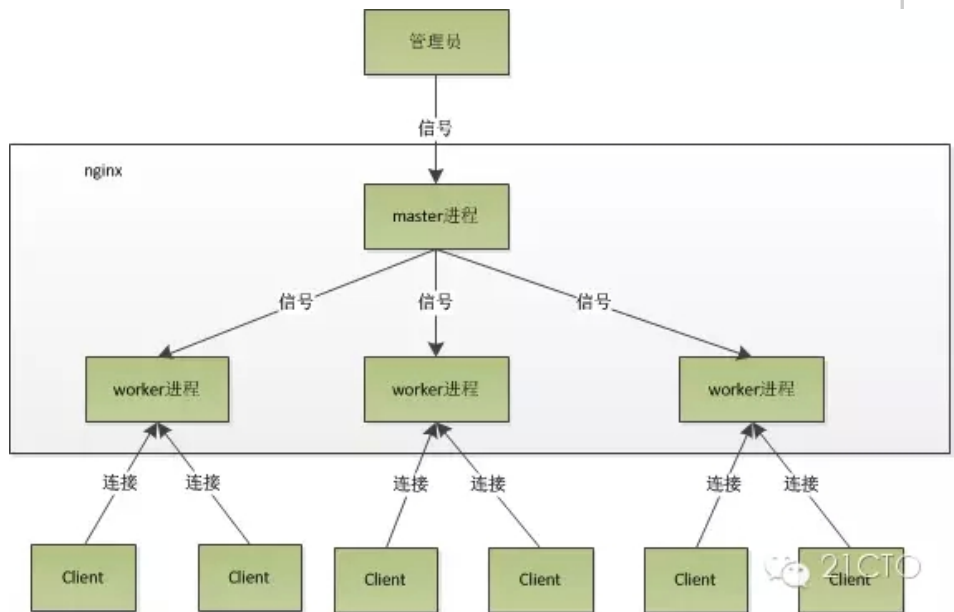 管理员
信号
nginx
master进程
信号
信号
信号
worker进程
worker进程
worker进程
连接
连接
连接
连接
连接
连接
Client
Client
Client
Client
Client
Client
21CTO